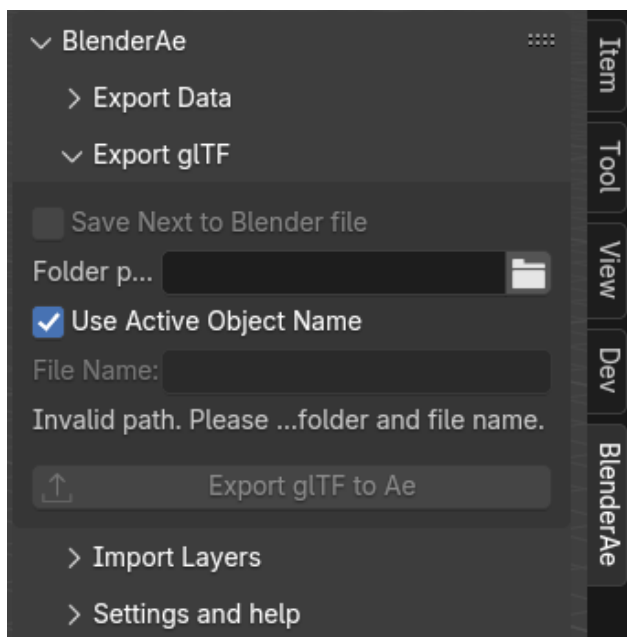 BlenderAe
Export Data
Export glTF
Save Next to Blender file
Folder p...
Use Active Object Name
File Name:
Invalid path. Please ...folder and file name.
Export glTF to Ae
Import Layers
Settings and help
Item
Tool
View
Dev
BlenderAe